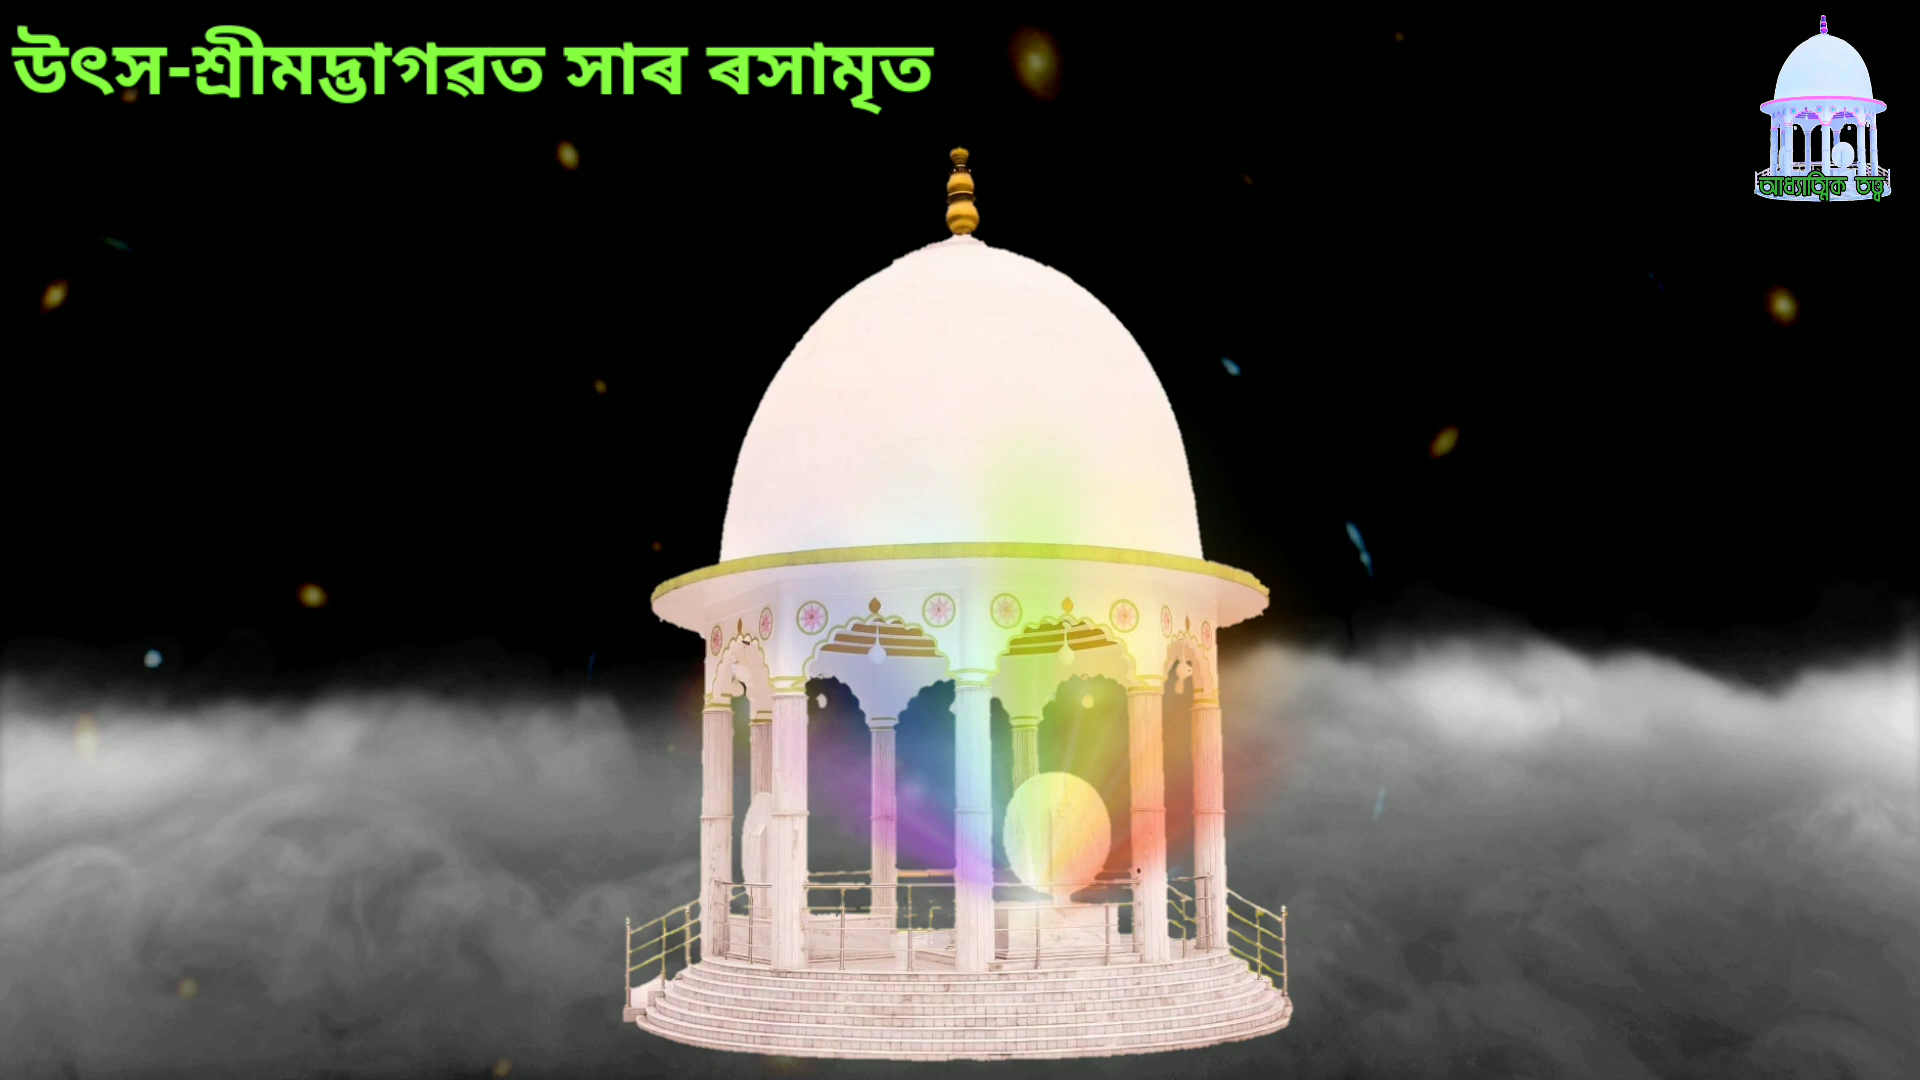 উৎস-শ্ৰীমদ্ভাগৱত সাৰ ৰসামৃত
আধ্যাত্মিক তত্ত্ব